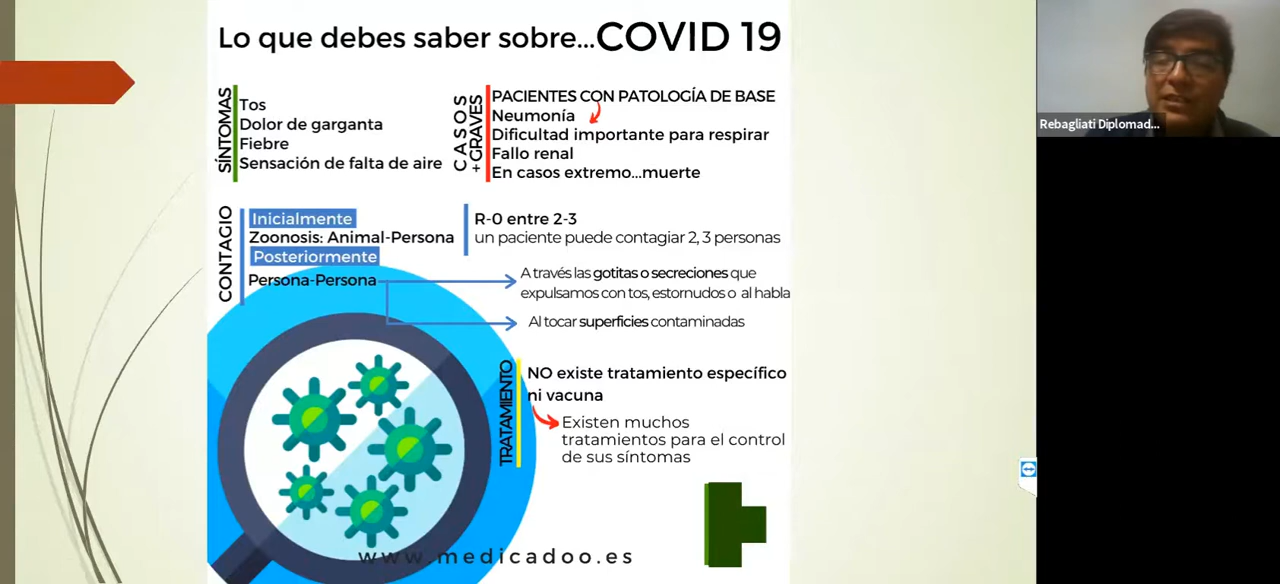 Lo que debes saber sobre...COVID 19
SÍNTOMAS
Tos
Dolor de garganta
Fiebre
Sensación de falta de aire
CASOS
+GRAVES
PACIENTES CON PATOLOGÍA DE BASE
Neumonía
Dificultad importante para respirar
Fallo renal
En casos extremo...muerte
CONTAGIO
Inicialmente
Zoonosis: Animal-Persona
Posteriormente
Persona-Persona
R-0 entre 2-3
un paciente puede contagiar 2, 3 personas
A través las gotitas o secreciones que
expulsamos con tos, estornudos o al habla
Al tocar superficies contaminadas
TRATAMIENTO
NO existe tratamiento específico
ni vacuna
Existen muchos
tratamientos para el control
de sus síntomas
www.medicadoo.es
Rebagliati Diplomad...